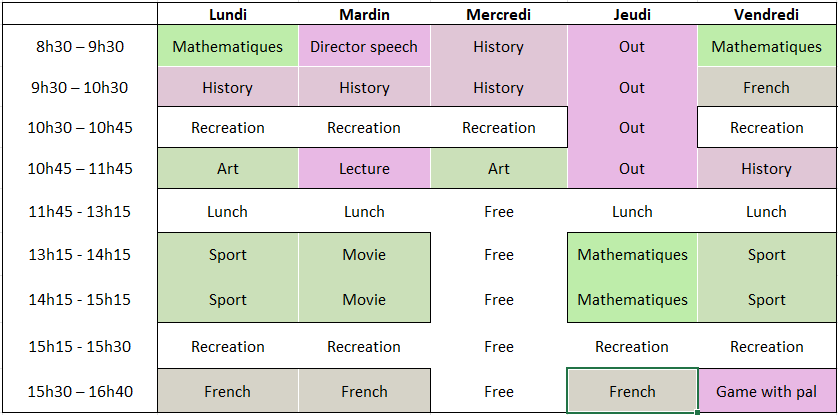 Lundi Mardin Mercredi Jeudi Vendredi
8h30 – 9h30 Mathematiques Director speech History Out Mathematiques
9h30 – 10h30 History History History Out French
10h30 – 10h45 Recreation Recreation Recreation Out Recreation
10h45 – 11h45 Art Lecture Art Out History
11h45 - 13h15 Lunch Lunch Free Lunch Lunch
13h15 - 14h15 Sport Movie Free Mathematiques Sport
14h15 - 15h15 Sport Movie Free Mathematiques Sport
15h15 - 15h30 Recreation Recreation Free Recreation Recreation
15h30 – 16h40 French French Free French Game with pal